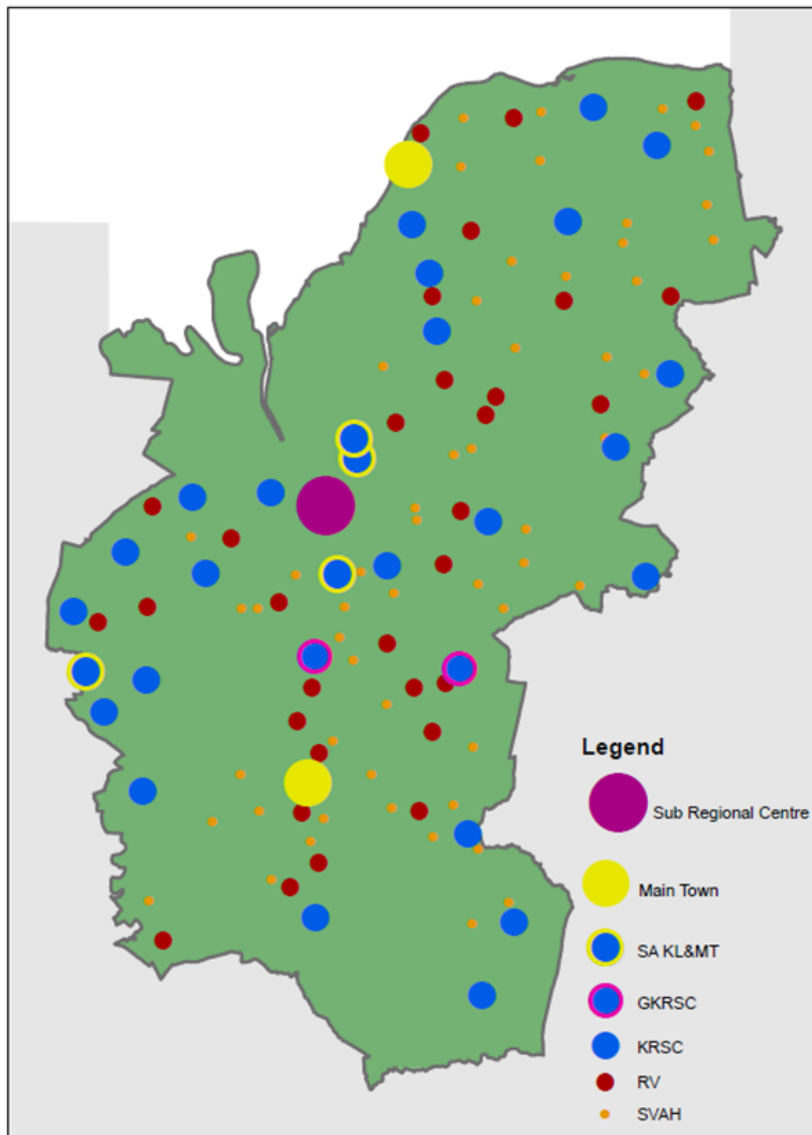 Legend
Sub Regional Centre
Main Town
SA KL&MT
GKRSC
KRSC
RV
SVAH